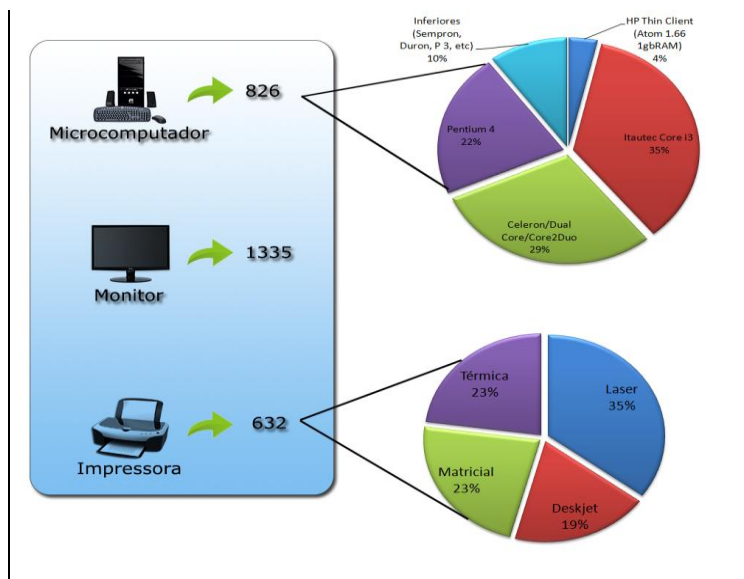 826
Microcomputador
1335
Monitor
632
Impressora
Inferiores
(Sempron,
Duron, P 3, etc)
10%
HP Thin Client
(Atom 1.66
1gbRAM)
4%
Pentium 4
22%
Itautec Core i3
35%
Celeron/Dual
Core/Core2Duo
29%
Térmica
23%
Laser
35%
Matricial
23%
Deskjet
19%